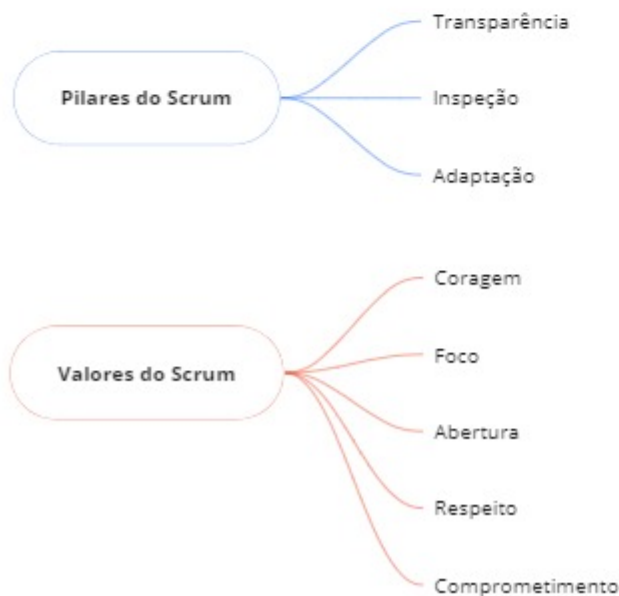 Pilares do Scrum
Transparência
Inspeção
Adaptação
Valores do Scrum
Coragem
Foco
Abertura
Respeito
Comprometimento